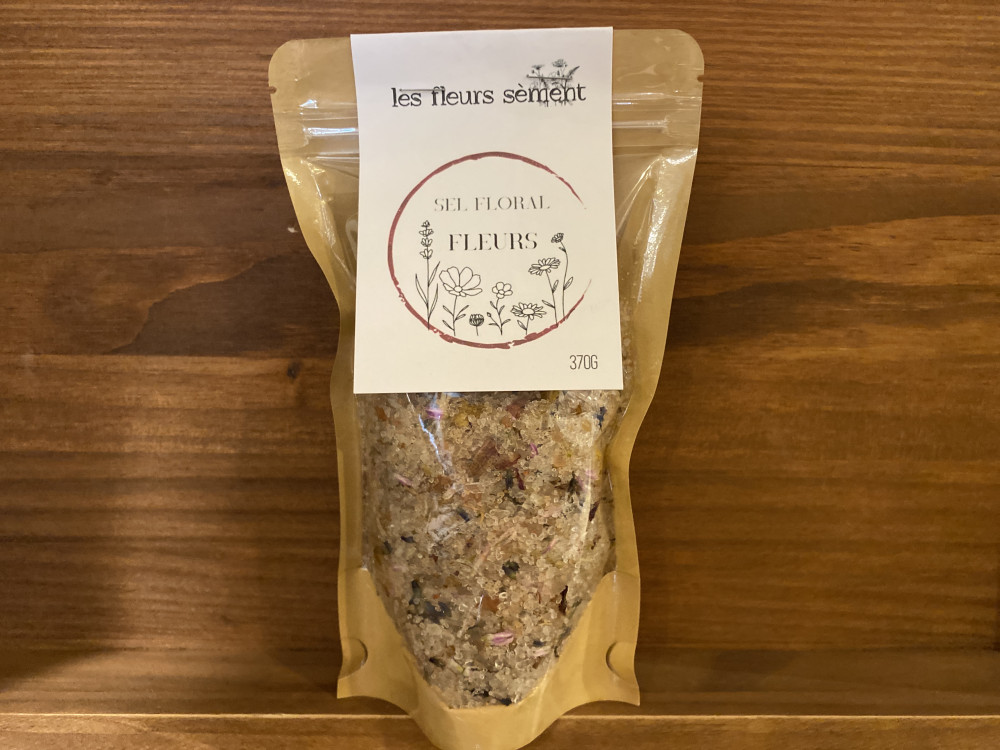 les fleurs sèment
SEL FLORAL
FLEURS
370G